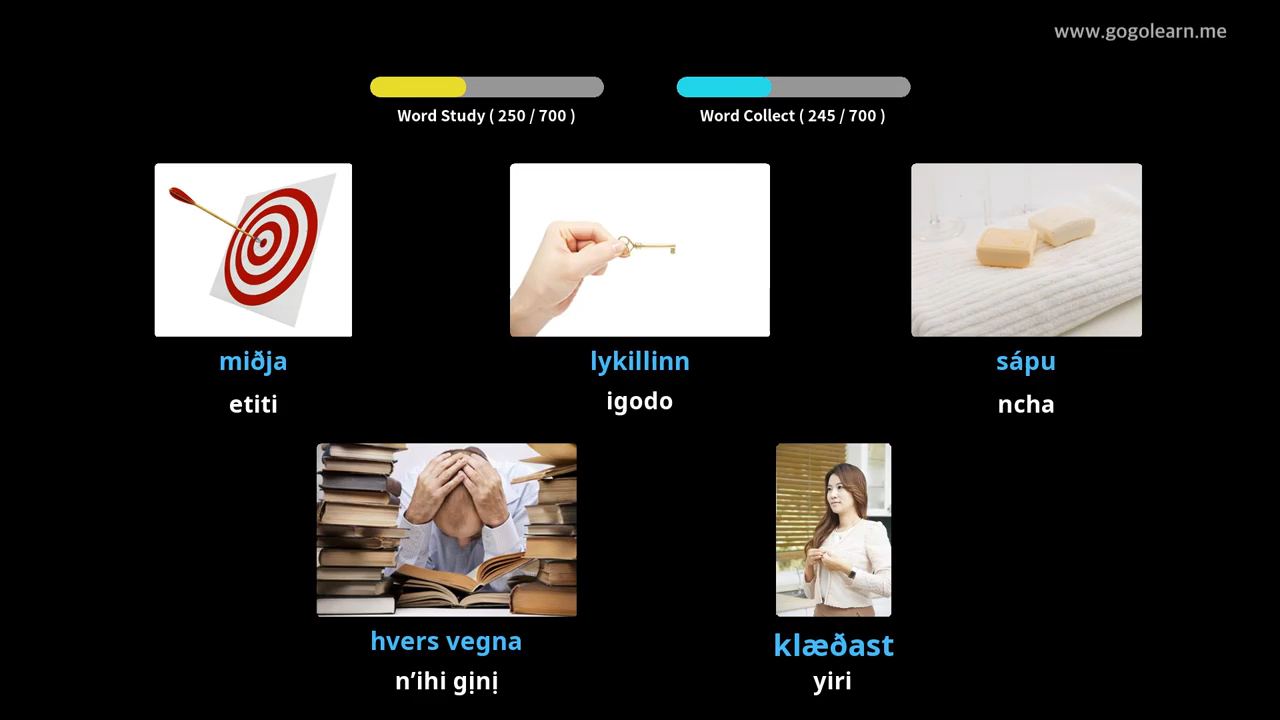 www.gogolearn.me
Word Study ( 250 / 700 )
Word Collect ( 245 / 700 )
miðja
lykillinn
sápu
etiti
igodo
ncha
hvers vegna
klæðast
n’ihi gịnị
yiri